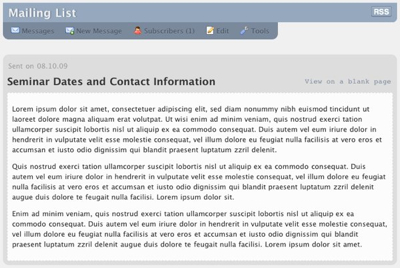 Mailing List
RSS
Messages New Message Subscribers (1) Edit Tools
Sent on 08.10.09
Seminar Dates and Contact Information
View on a blank page
Lorem ipsum dolor sit amet, consectetuer adipiscing elit, sed diam nonummy nibh euismod tincidunt ut
laoreet dolore magna aliquam erat volutpat. Ut wisi enim ad minim veniam, quis nostrud exerci tation
ullamcorper suscipit lobortis nisl ut aliquip ex ea commodo consequat. Duis autem vel eum iriure dolor in
hendrerit in vulputate velit esse molestie consequat, vel illum dolore eu feugiat nulla facilisis at vero eros et
accumsan et iusto odio dignissim qui blandit praesent luptatum zzril delenit.
Quis nostrud exerci tation ullamcorper suscipit lobortis nisl ut aliquip ex ea commodo consequat. Duis
autem vel eum iriure dolor in hendrerit in vulputate velit esse molestie consequat, vel illum dolore eu feugiat
nulla facilisis at vero eros et accumsan et iusto odio dignissim qui blandit praesent luptatum zzril delenit
augue duis dolore te feugait nulla facilisi. Lorem ipsum dolor sit.
Enim ad minim veniam, quis nostrud exerci tation ullamcorper suscipit lobortis nisl ut aliquip ex ea
commodo consequat. Duis autem vel eum iriure dolor in hendrerit in vulputate velit esse molestie consequat,
vel illum dolore eu feugiat nulla facilisis at vero eros et accumsan et iusto odio dignissim qui blandit
praesent luptatum zzril delenit augue duis dolore te feugait nulla facilisi. Lorem ipsum dolor sit amet.